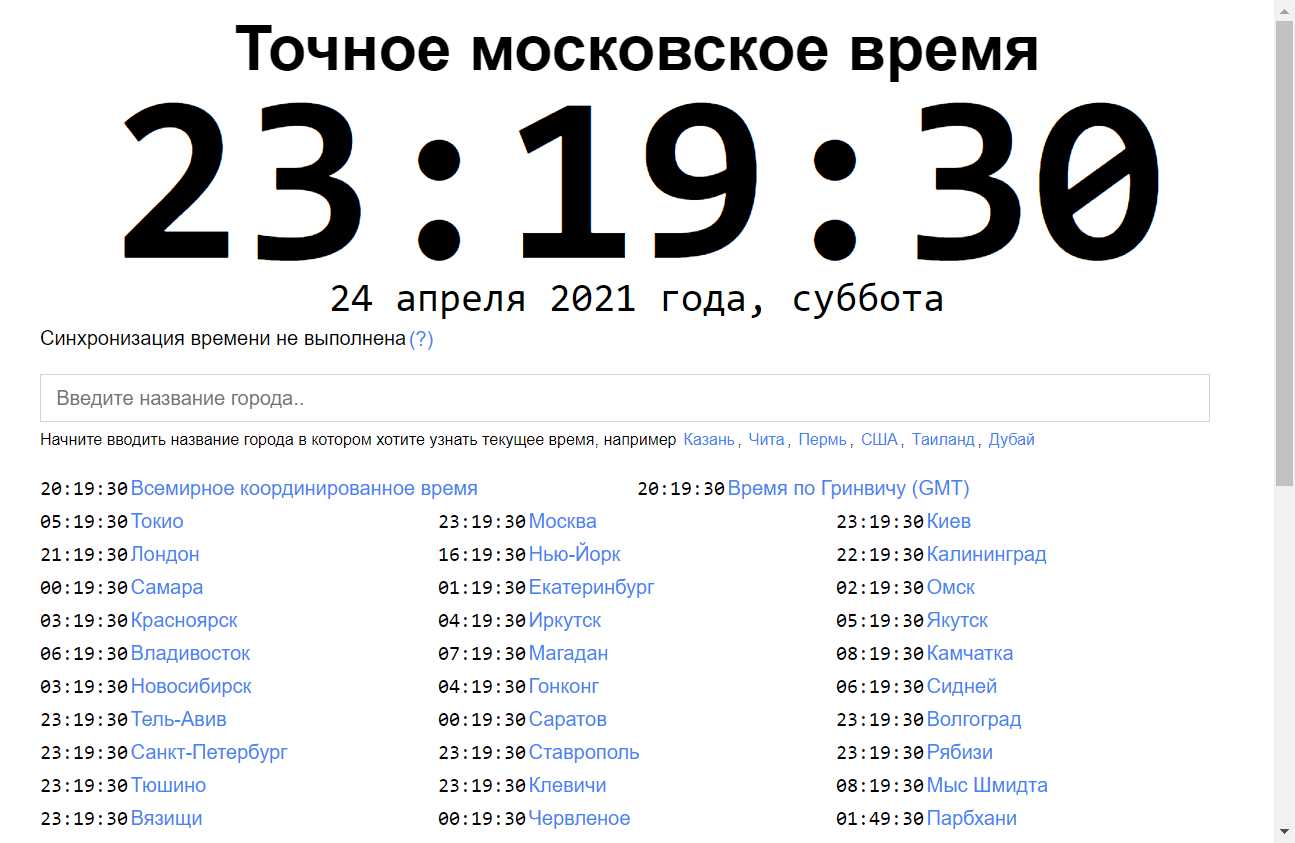 Точное московское время
23:19:30
24 апреля 2021 года, суббота
Синхронизация времени не выполнена (?)
Введите название города..
Начните вводить название города в котором хотите узнать текущее время, например Казань, Чита, Пермь, США, Таиланд, Дубай
20:19:30 Всемирное координированное время 20:19:30 Время по Гринвичу (GMT)
05:19:30 Токио 23:19:30 Москва 23:19:30 Киев
21:19:30 Лондон 16:19:30 Нью-Йорк 22:19:30 Калининград
00:19:30 Самара 01:19:30 Екатеринбург 02:19:30 Омск
03:19:30 Красноярск 04:19:30 Иркутск 05:19:30 Якутск
06:19:30 Владивосток 07:19:30 Магадан 08:19:30 Камчатка
03:19:30 Новосибирск 04:19:30 Гонконг 06:19:30 Сидней
23:19:30 Тель-Авив 00:19:30 Саратов 23:19:30 Волгоград
23:19:30 Санкт-Петербург 23:19:30 Ставрополь 23:19:30 Рябизи
23:19:30 Тюшино 23:19:30 Клевичи 08:19:30 Мыс Шмидта
23:19:30 Вязищи 00:19:30 Червленое 01:49:30 Парбхани